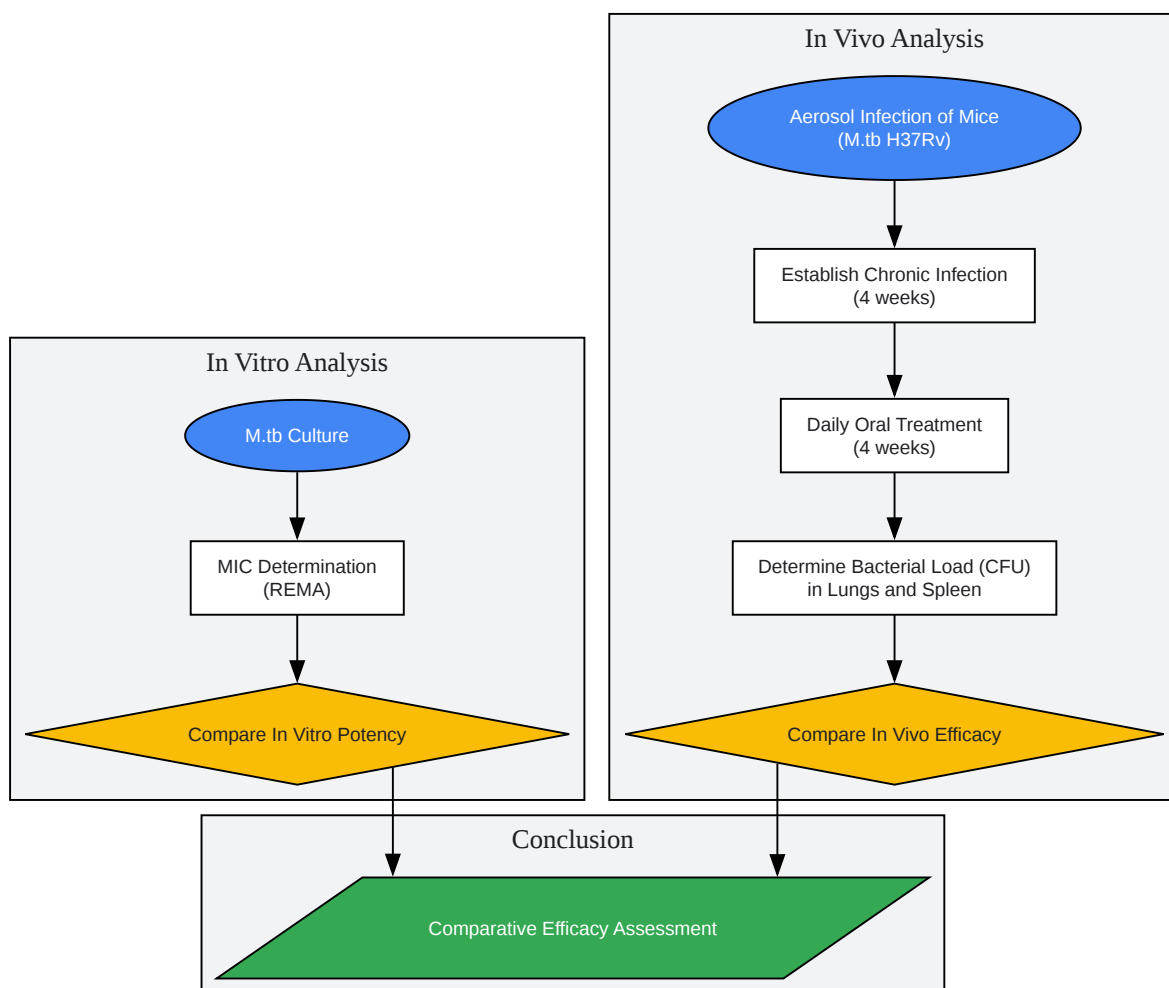 In Vitro Analysis
M.tb Culture
MIC Determination
(REMA)
Compare In Vitro Potency
In Vivo Analysis
Aerosol Infection of Mice
(M.tb H37Rv)
Establish Chronic Infection
(4 weeks)
Daily Oral Treatment
(4 weeks)
Determine Bacterial Load (CFU)
in Lungs and Spleen
Compare In Vivo Efficacy
Conclusion
Comparative Efficacy Assessment